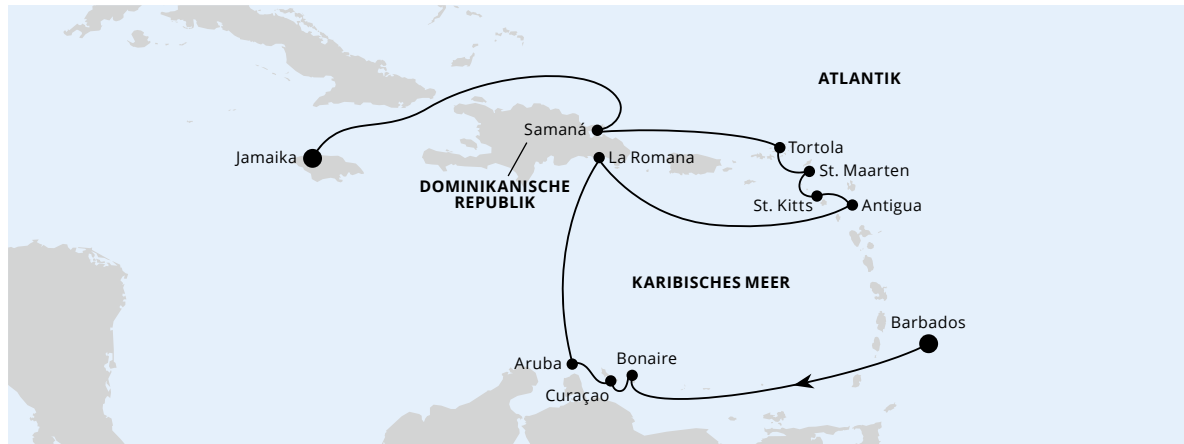 ATLANTIK
Samaná
Tortola
Jamaika
La Romana
St. Maarten
DOMINIKANISCHE
REPUBLIK
St. Kitts
Antigua
KARIBISCHES MEER
Barbados
Aruba
Bonaire
Curaçao